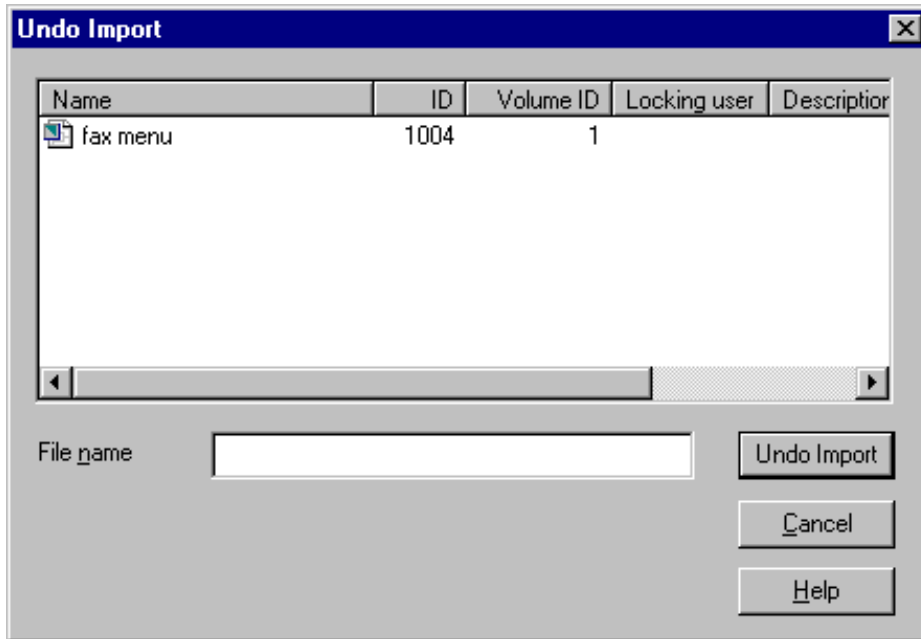 Undo Import
Name ID Volume ID Locking user Description
fax menu 1004 1
File name
Undo Import
Cancel
Help